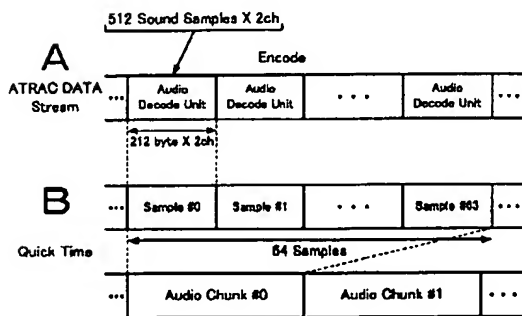 512 Sound Samples X 2ch
A
Encode
ATRAC DATA
Stream
... Audio Decode Unit Audio Decode Unit ... Audio Decode Unit ...
212 byte X 2ch
B
... Sample #0 Sample #1 ... Sample #63 ...
Quick Time
64 Samples
... Audio Chunk #0 Audio Chunk #1 ...